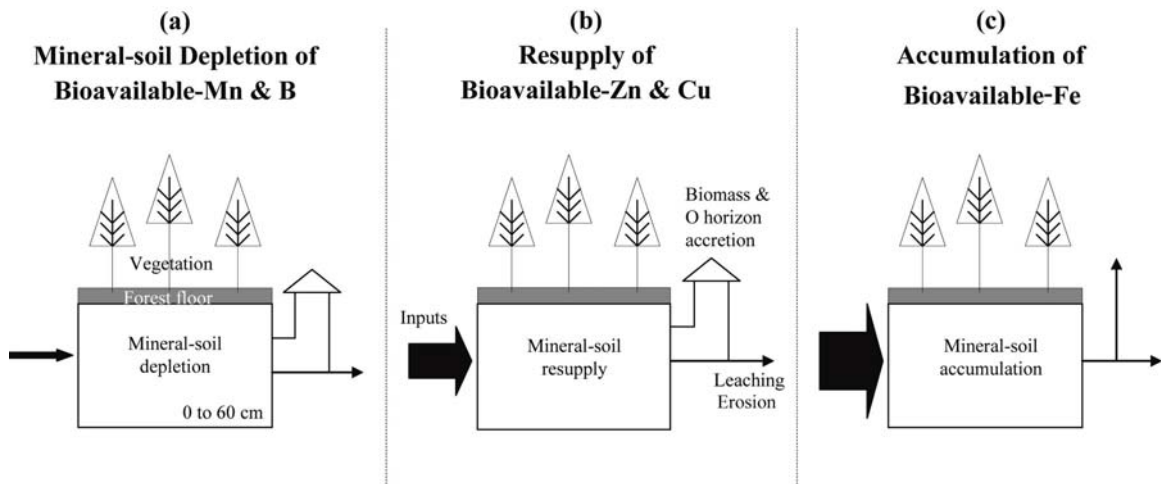 (a)
Mineral-soil Depletion of
Bioavailable-Mn & B
Vegetation
Forest floor
Mineral-soil
depletion
0 to 60 cm
(b)
Resupply of
Bioavailable-Zn & Cu
Biomass &
O horizon
accretion
Inputs
Mineral-soil
resupply
Leaching
Erosion
(c)
Accumulation of
Bioavailable-Fe
Mineral-soil
accumulation